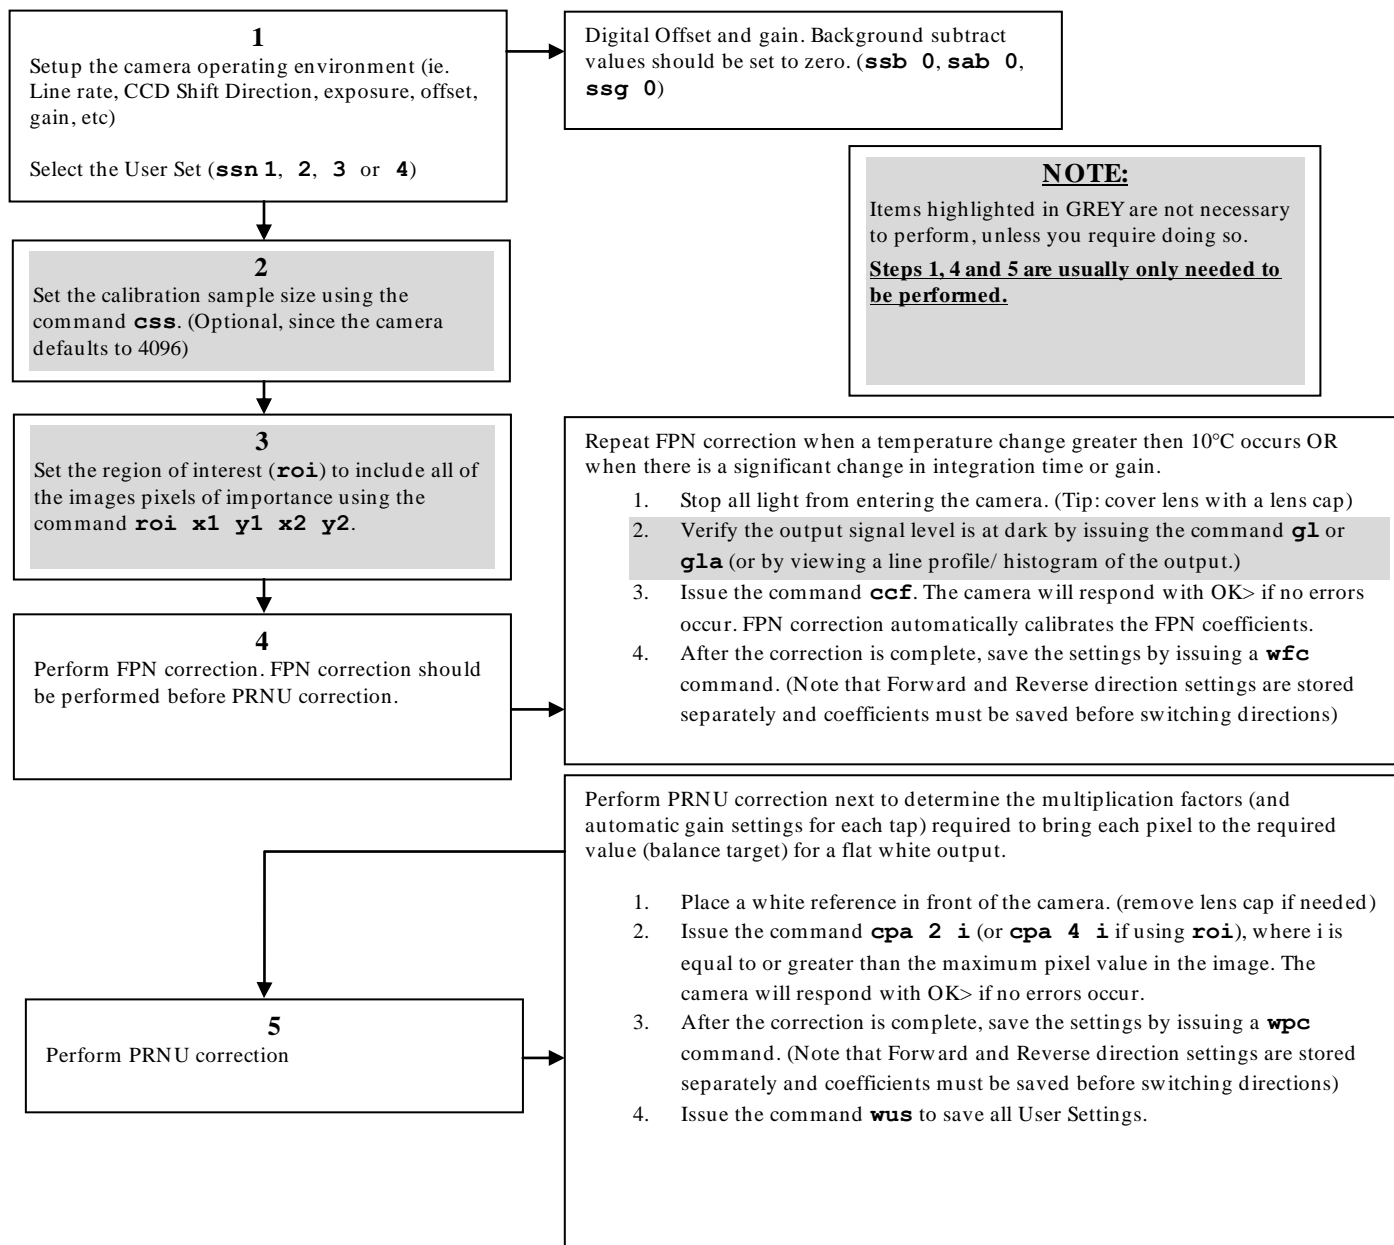 1
Setup the camera operating environment (ie.
Line rate, CCD Shift Direction, exposure, offset,
gain, etc)
Select the User Set (ssn 1, 2, 3 or 4)
Digital Offset and gain. Background subtract
values should be set to zero. (ssb 0, sab 0,
ssg 0)
NOTE:
Items highlighted in GREY are not necessary
to perform, unless you require doing so.
Steps 1, 4 and 5 are usually only needed to
be performed.
2
Set the calibration sample size using the
command css. (Optional, since the camera
defaults to 4096)
3
Set the region of interest (roi) to include all of
the images pixels of importance using the
command roi x1 y1 x2 y2.
4
Perform FPN correction. FPN correction should
be performed before PRNU correction.
Repeat FPN correction when a temperature change greater then 10°C occurs OR
when there is a significant change in integration time or gain.
1. Stop all light from entering the camera. (Tip: cover lens with a lens cap)
2. Verify the output signal level is at dark by issuing the command gl or
gla (or by viewing a line profile/ histogram of the output.)
3. Issue the command ccf. The camera will respond with OK> if no errors
occur. FPN correction automatically calibrates the FPN coefficients.
4. After the correction is complete, save the settings by issuing a wfc
command. (Note that Forward and Reverse direction settings are stored
separately and coefficients must be saved before switching directions)
5
Perform PRNU correction
Perform PRNU correction next to determine the multiplication factors (and
automatic gain settings for each tap) required to bring each pixel to the required
value (balance target) for a flat white output.
1. Place a white reference in front of the camera. (remove lens cap if needed)
2. Issue the command cpa 2 i (or cpa 4 i if using roi), where i is
equal to or greater than the maximum pixel value in the image. The
camera will respond with OK> if no errors occur.
3. After the correction is complete, save the settings by issuing a wpc
command. (Note that Forward and Reverse direction settings are stored
separately and coefficients must be saved before switching directions)
4. Issue the command wus to save all User Settings.